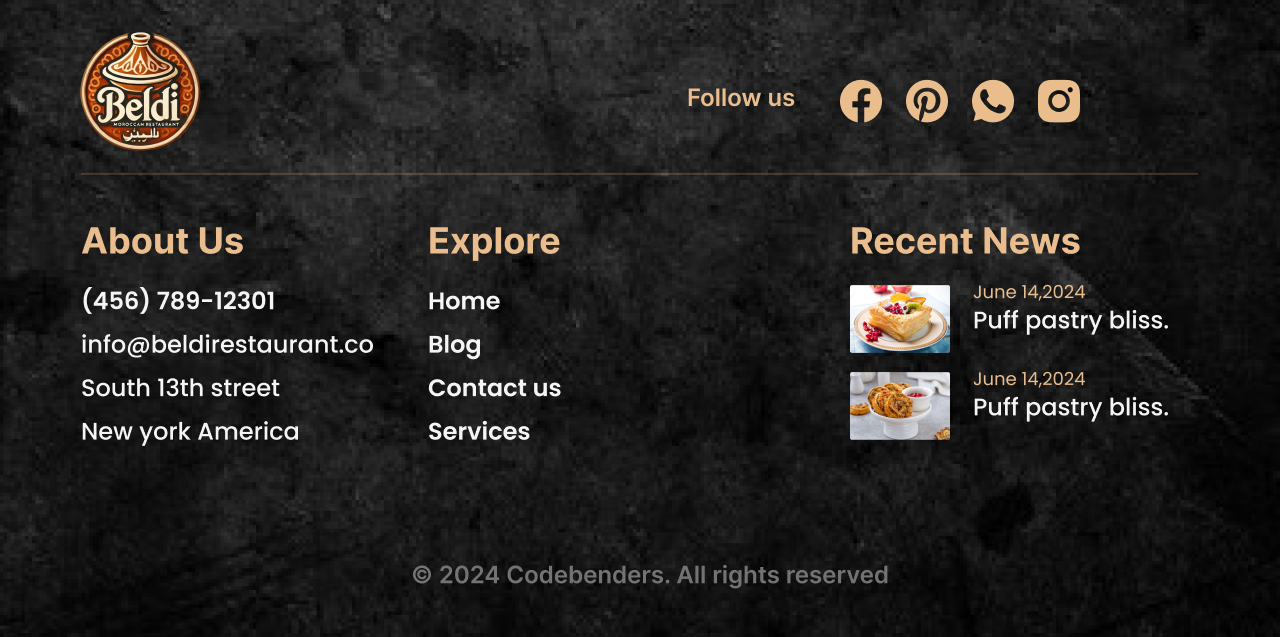 Beldi
MOROCCAN RESTAURANT
Follow us
About Us
(456) 789-12301
info@beldirestaurant.co
South 13th street
New york America
Explore
Home
Blog
Contact us
Services
Recent News
June 14,2024
Puff pastry bliss.
June 14,2024
Puff pastry bliss.
© 2024 Codebenders. All rights reserved